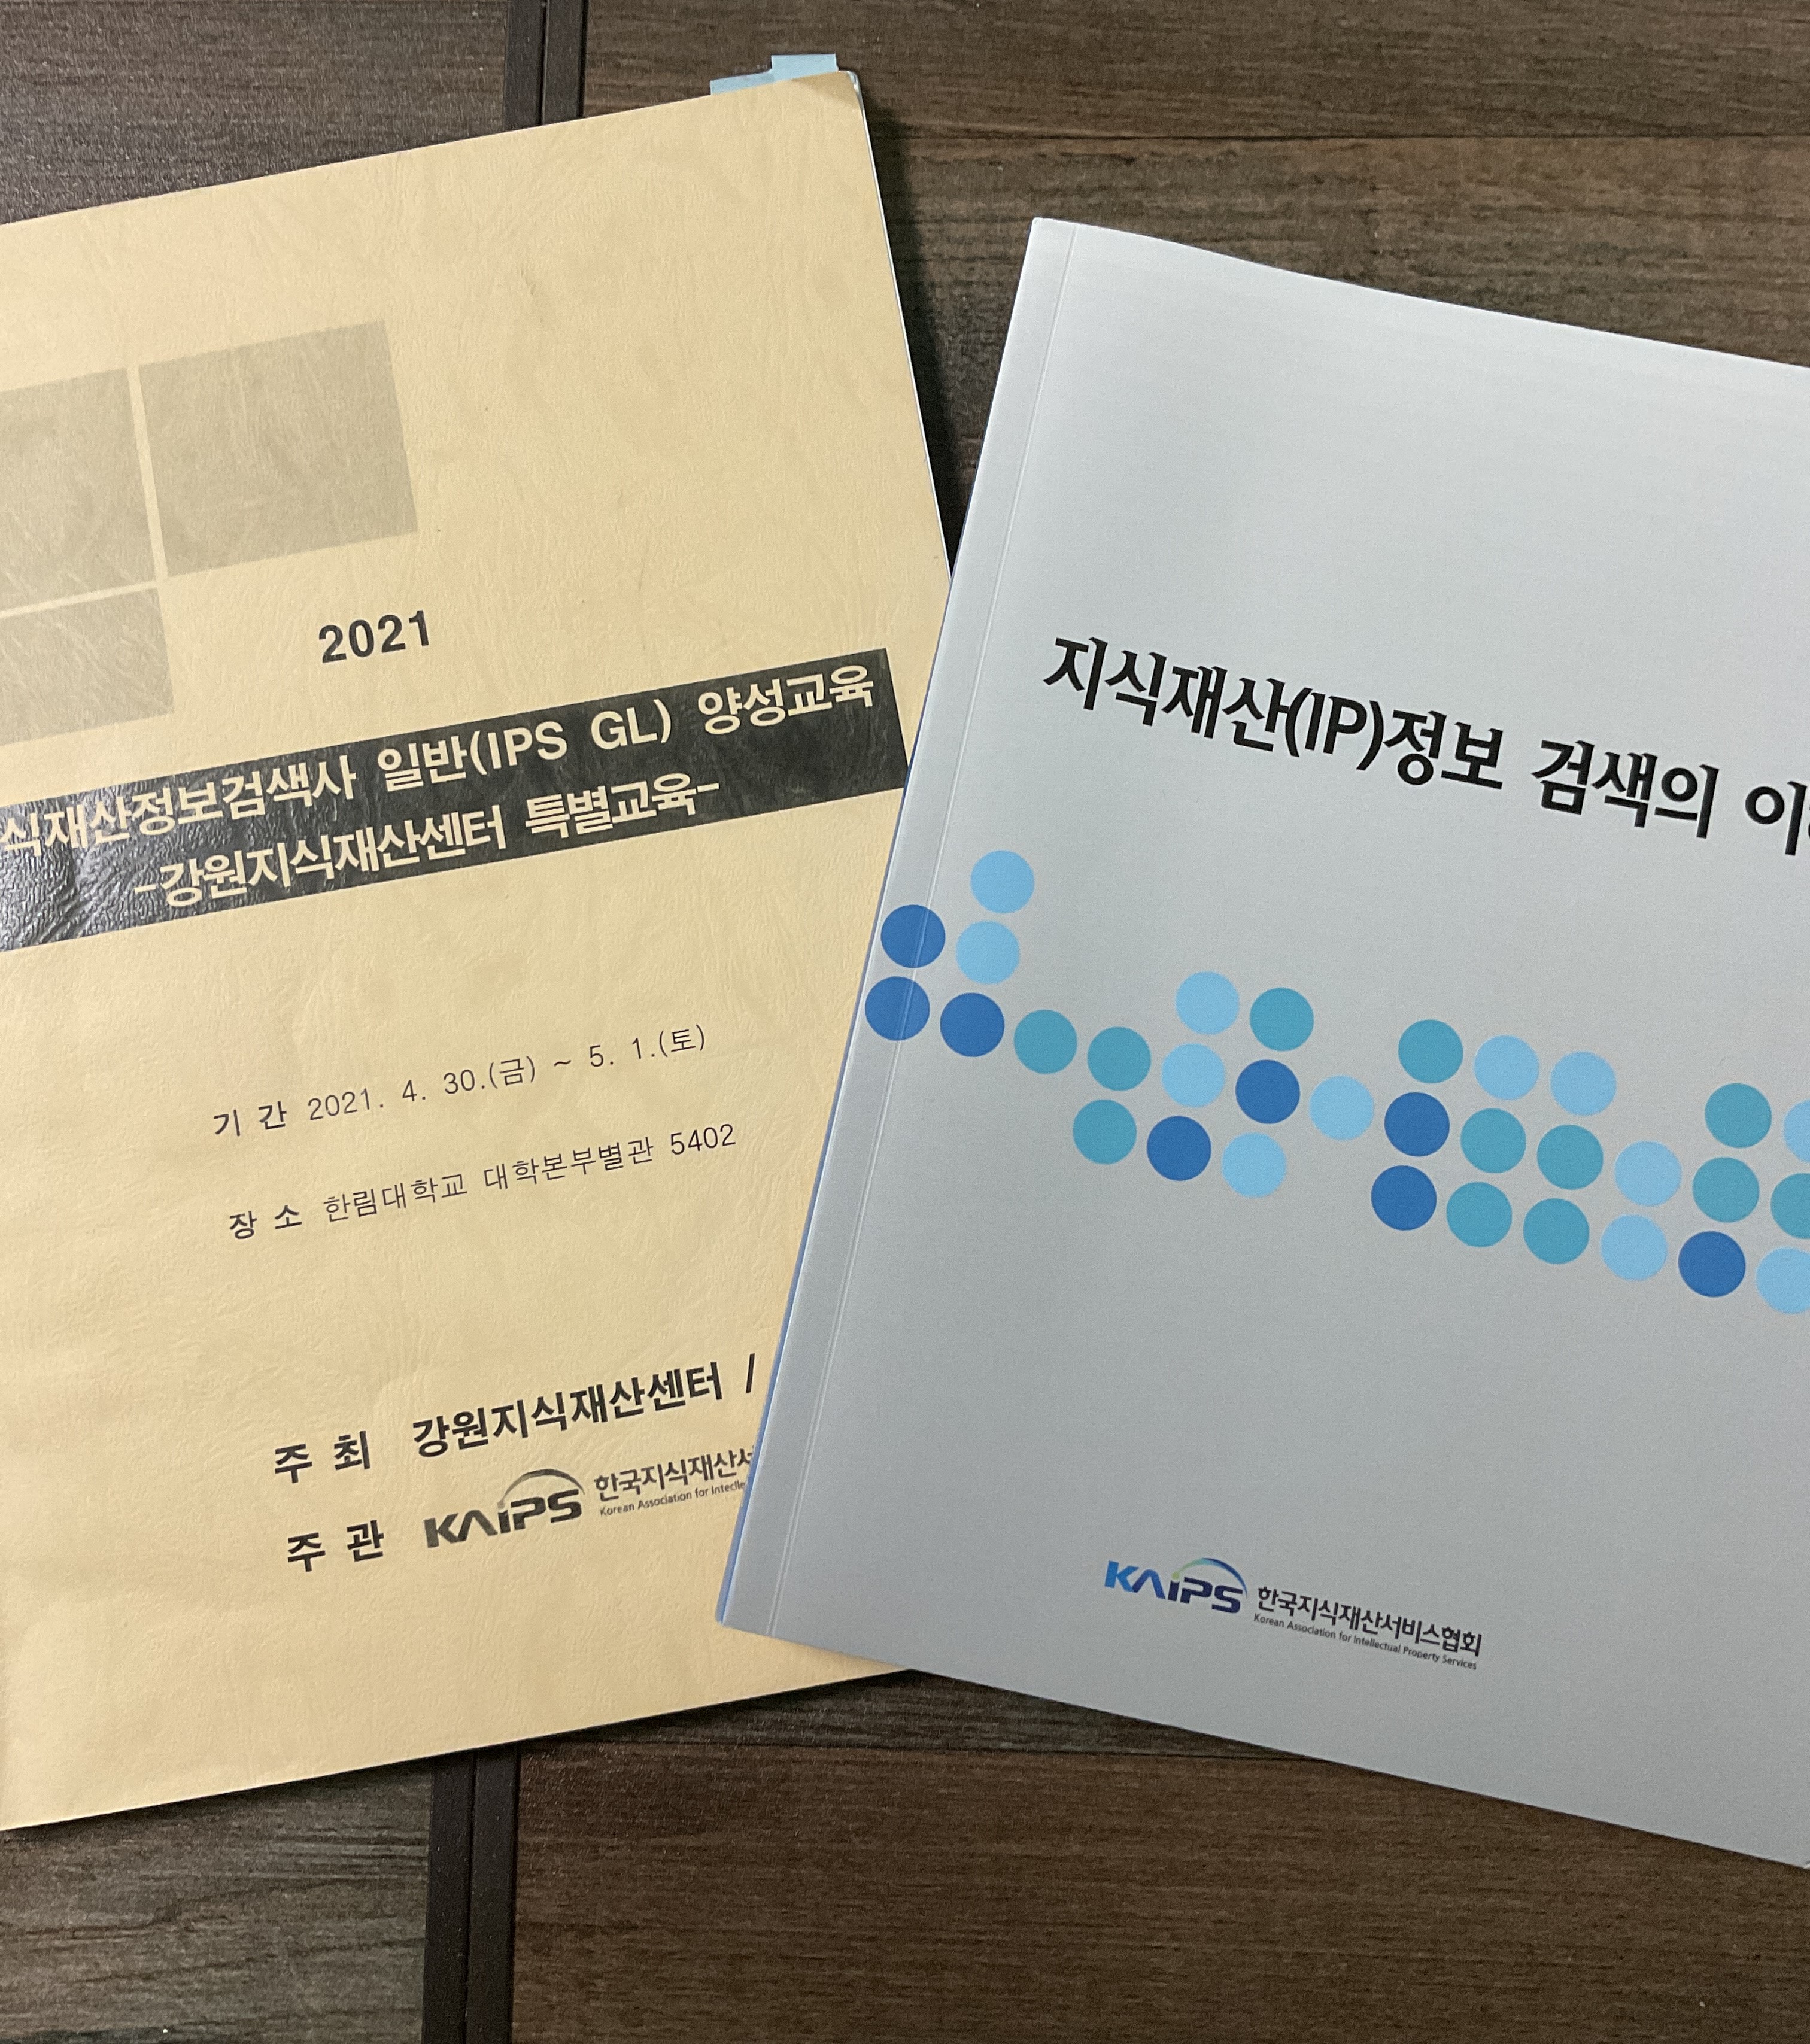 2021
식재산정보검색사 일반(IPS GL) 양성교육
-강원지식재산센터 특별교육-
기 간 2021. 4. 30.(금) ~ 5. 1.(토)
장 소 한림대학교 대학본부별관 5402
주 최 강원지식재산센터 /
주 관 KAIPS 한국지식재산서
Korean Association for Intecle
지식재산(IP)정보 검색의 이
KAIPS 한국지식재산서비스협회
Korean Association for Intellectual Property Services